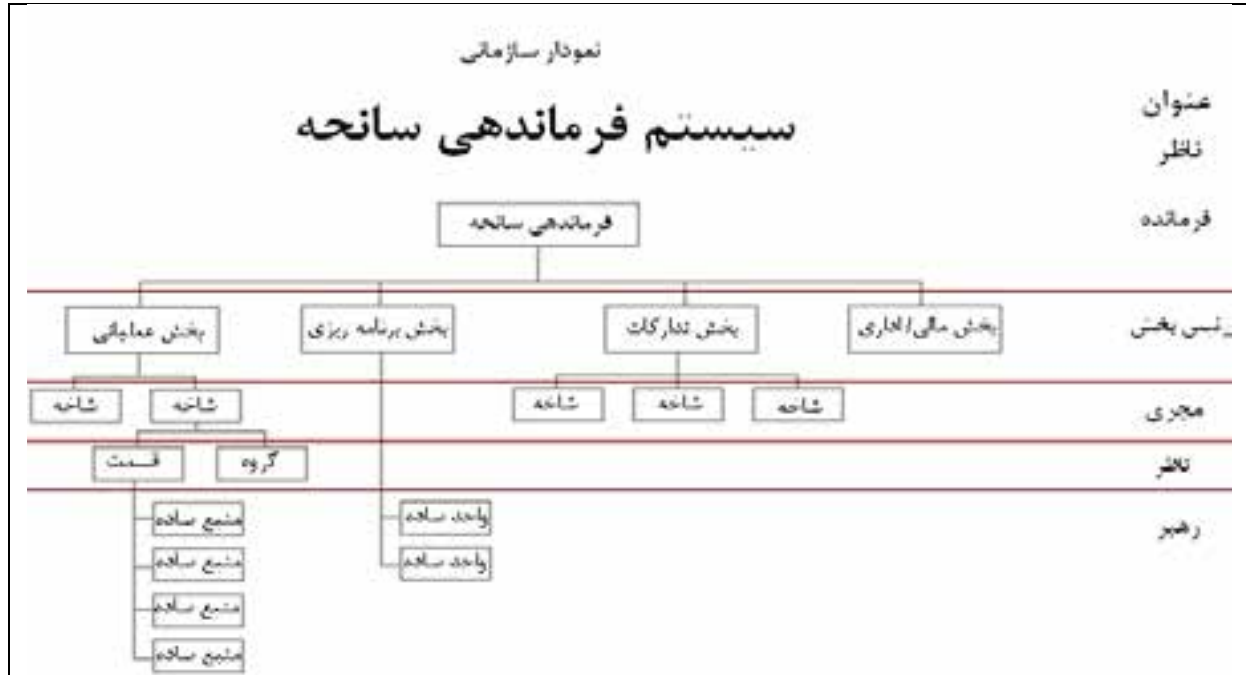 نمودار سازمانی
سیستم فرماندهی سانحه
عنوان
ناظر
فرمانده
فرماندهی سانحه
رئیس بخش
بخش مالی/اداری
بخش تدارکات
بخش برنامه ریزی
بخش عملیاتی
مجری
شاخه
شاخه
شاخه
شاخه
شاخه
ناظر
گروه
قسمت
رهبر
واحد ساده
واحد ساده
منبع ساده
منبع ساده
منبع ساده
منبع ساده